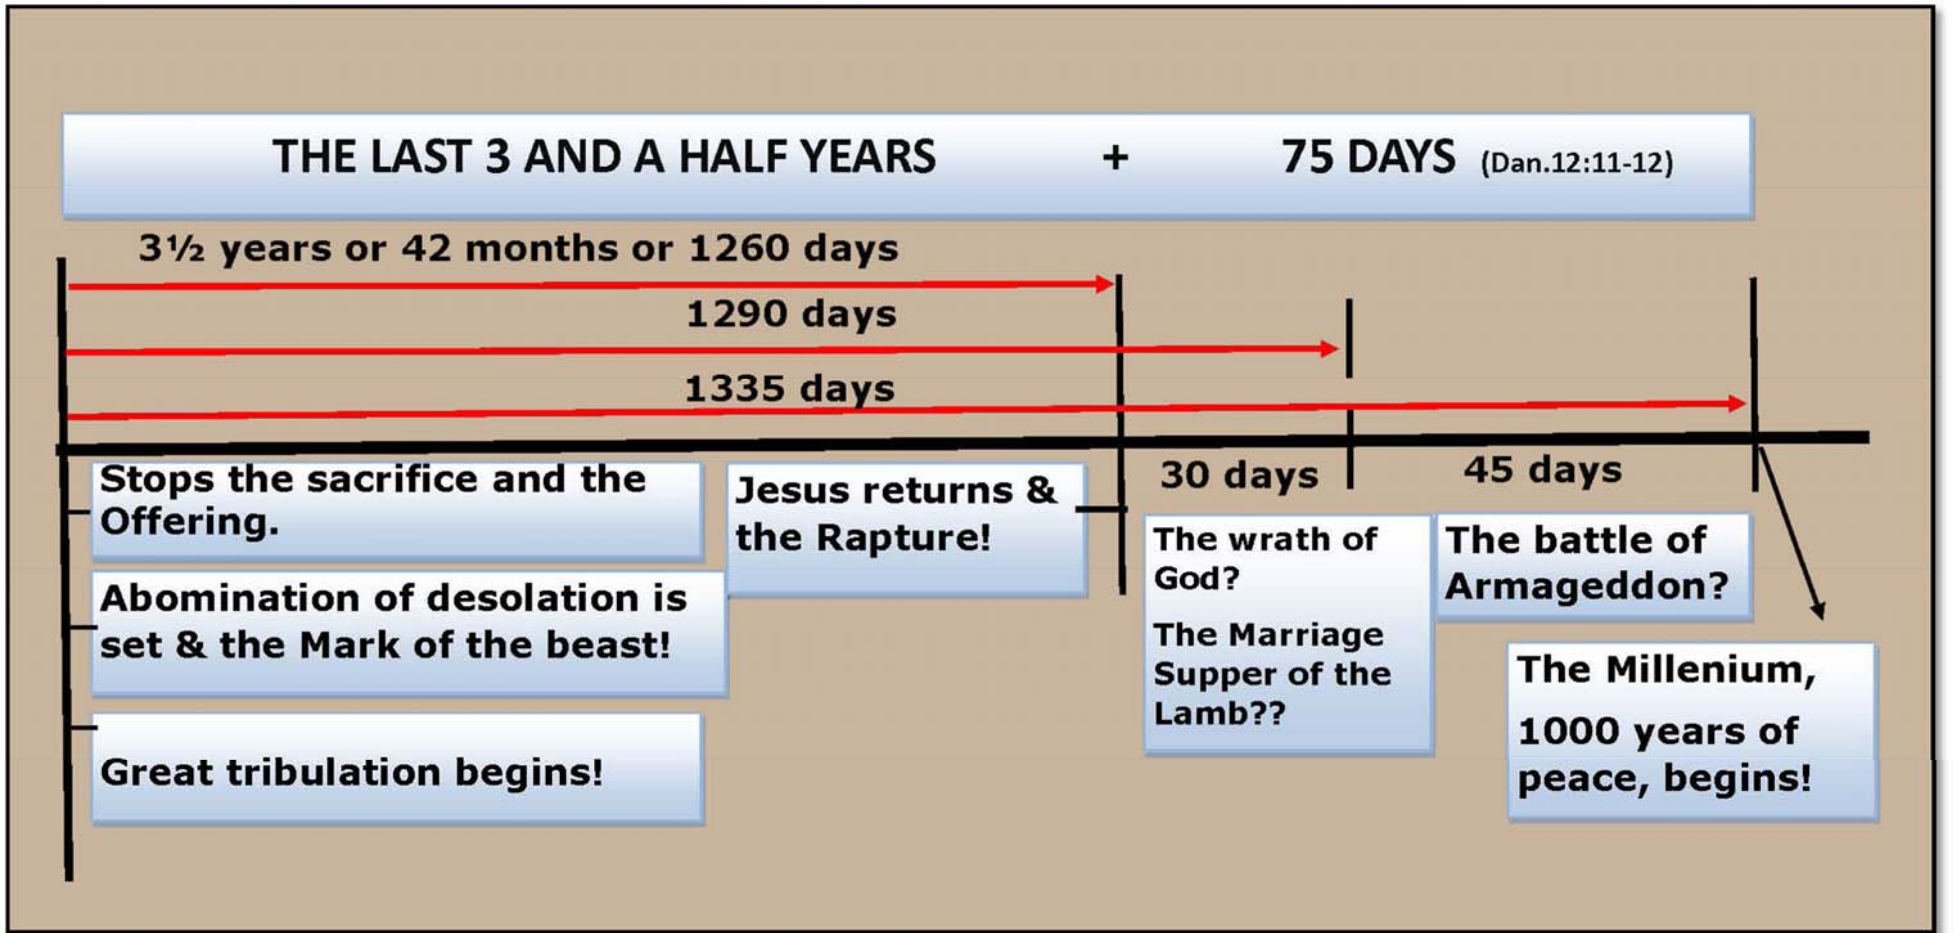 THE LAST 3 AND A HALF YEARS + 75 DAYS (Dan.12:11-12)
3½ years or 42 months or 1260 days
1290 days
1335 days
Stops the sacrifice and the
Offering.
Abomination of desolation is
set & the Mark of the beast!
Great tribulation begins!
Jesus returns &
the Rapture!
30 days
The wrath of
God?
The Marriage
Supper of the
Lamb??
45 days
The battle of
Armageddon?
The Millenium,
1000 years of
peace, begins!